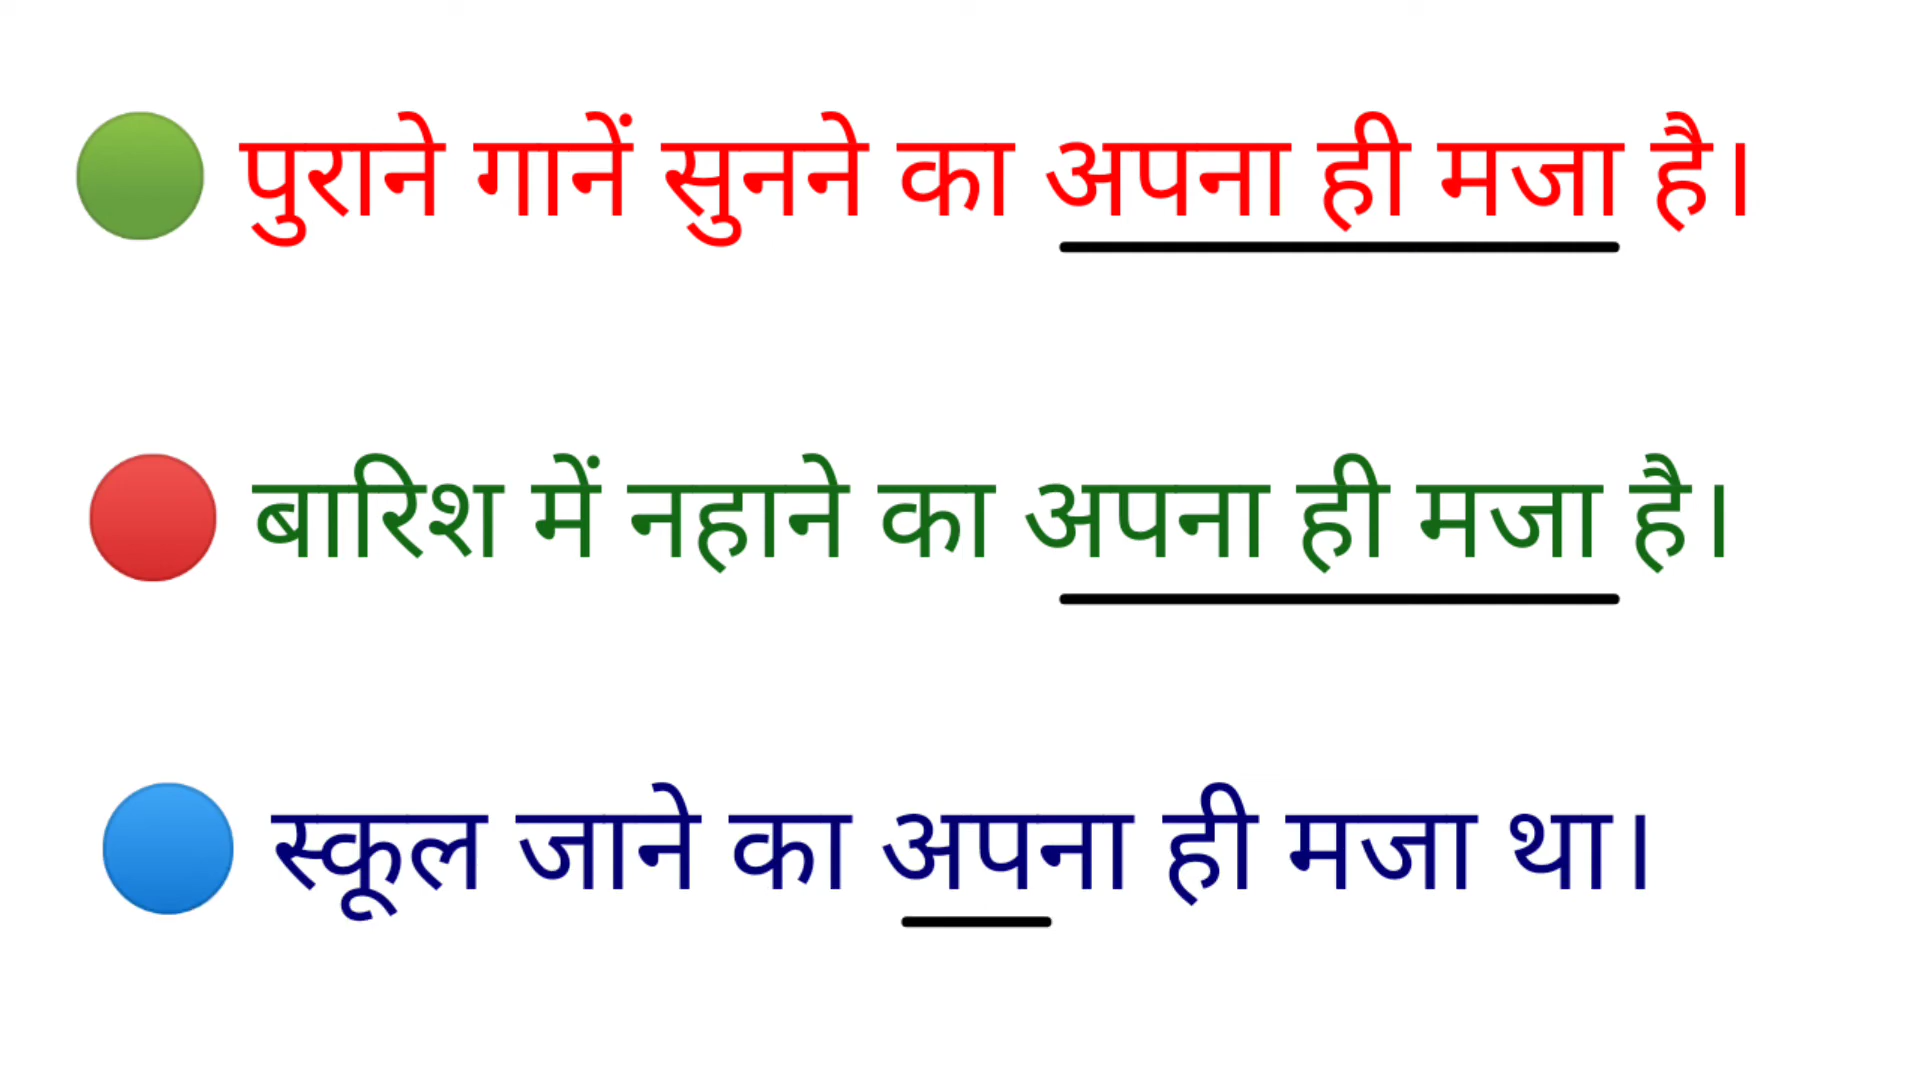 पुराने गानें सुनने का अपना ही मजा है।
बारिश में नहाने का अपना ही मजा है।
स्कूल जाने का अपना ही मजा था।